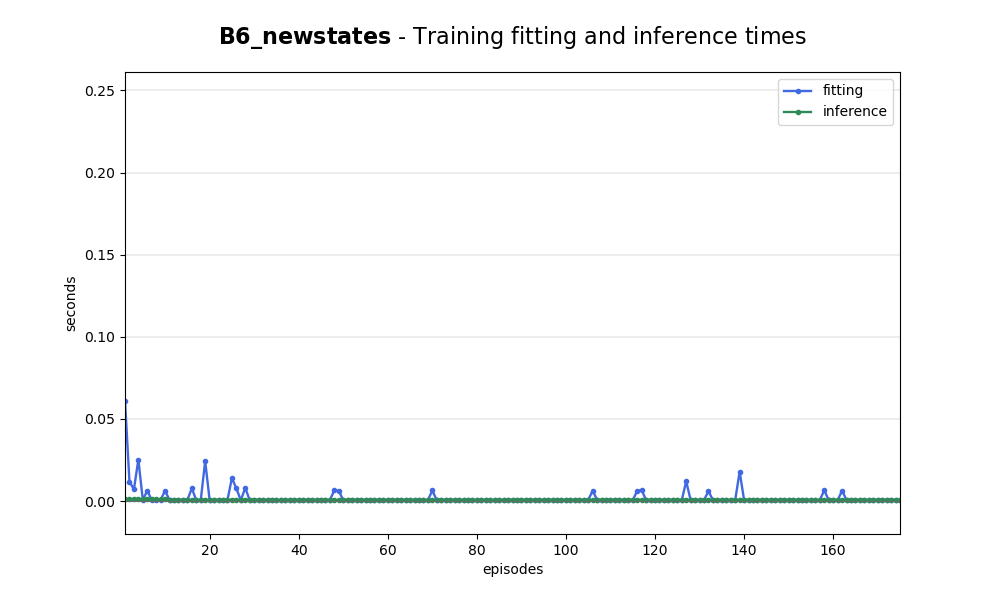 B6_newstates - Training fitting and inference times
fitting
inference
seconds
0.25
0.20
0.15
0.10
0.05
0.00
20 40 60 80 100 120 140 160
episodes